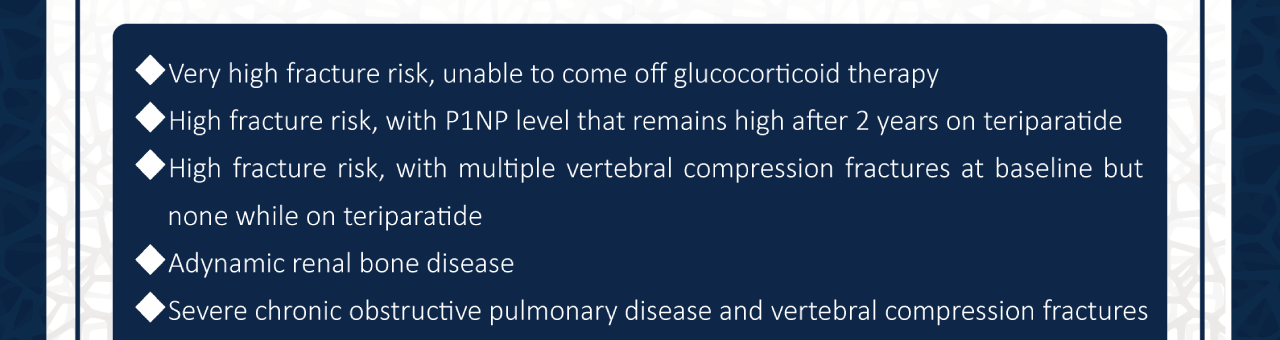 ◆Very high fracture risk, unable to come off glucocorticoid therapy
◆High fracture risk, with P1NP level that remains high after 2 years on teriparatide
◆High fracture risk, with multiple vertebral compression fractures at baseline but
none while on teriparatide
◆Adynamic renal bone disease
◆Severe chronic obstructive pulmonary disease and vertebral compression fractures